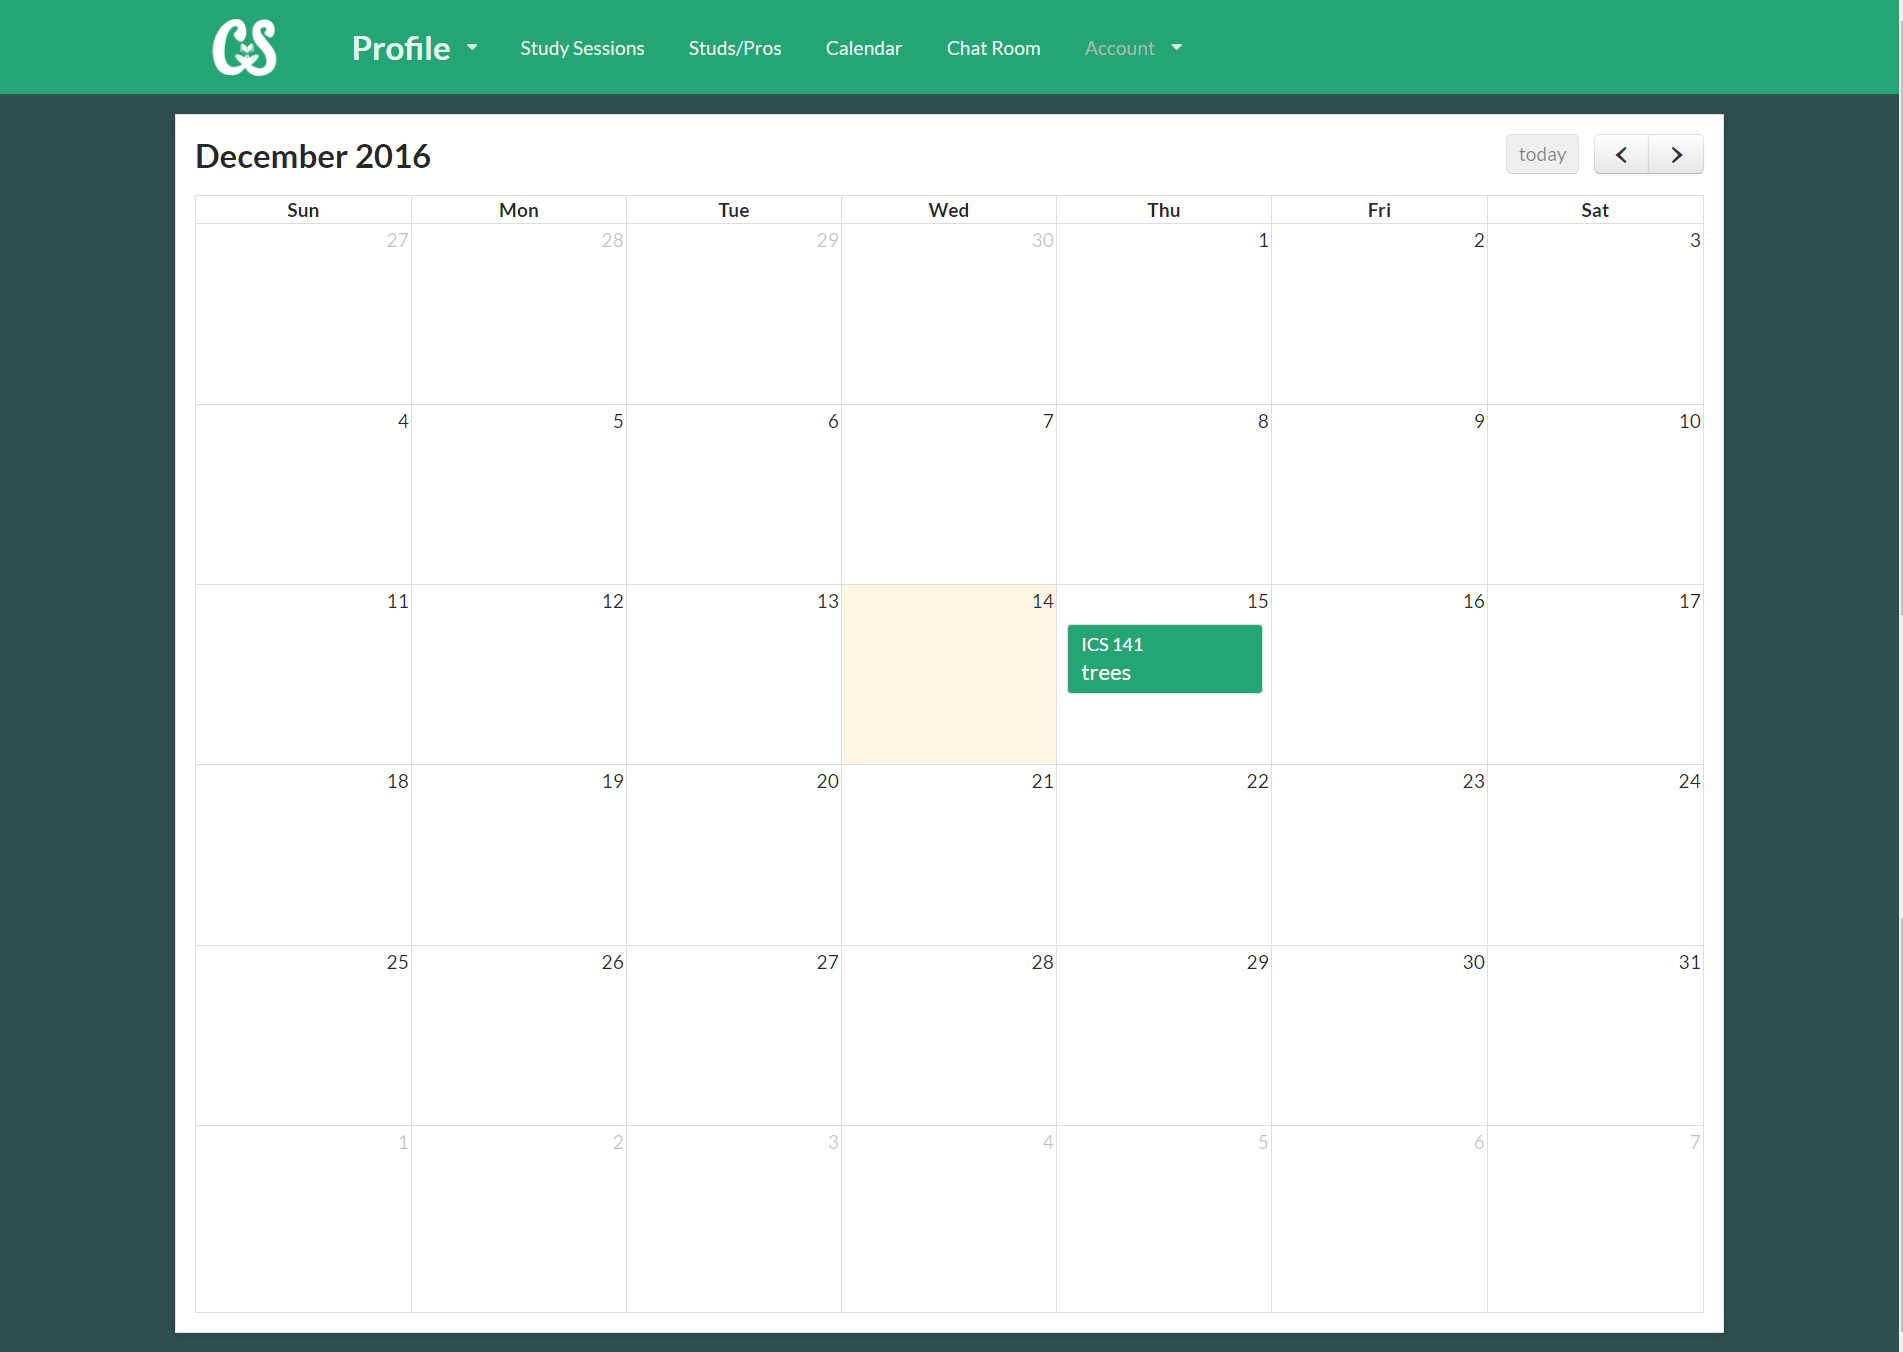 CS
Profile Study Sessions Studs/Pros Calendar Chat Room Account
December 2016
today
Sun Mon Tue Wed Thu Fri Sat
27 28 29 30 1 2 3
4 5 6 7 8 9 10
11 12 13 14 15 16 17
ICS 141
trees
18 19 20 21 22 23 24
25 26 27 28 29 30 31
1 2 3 4 5 6 7